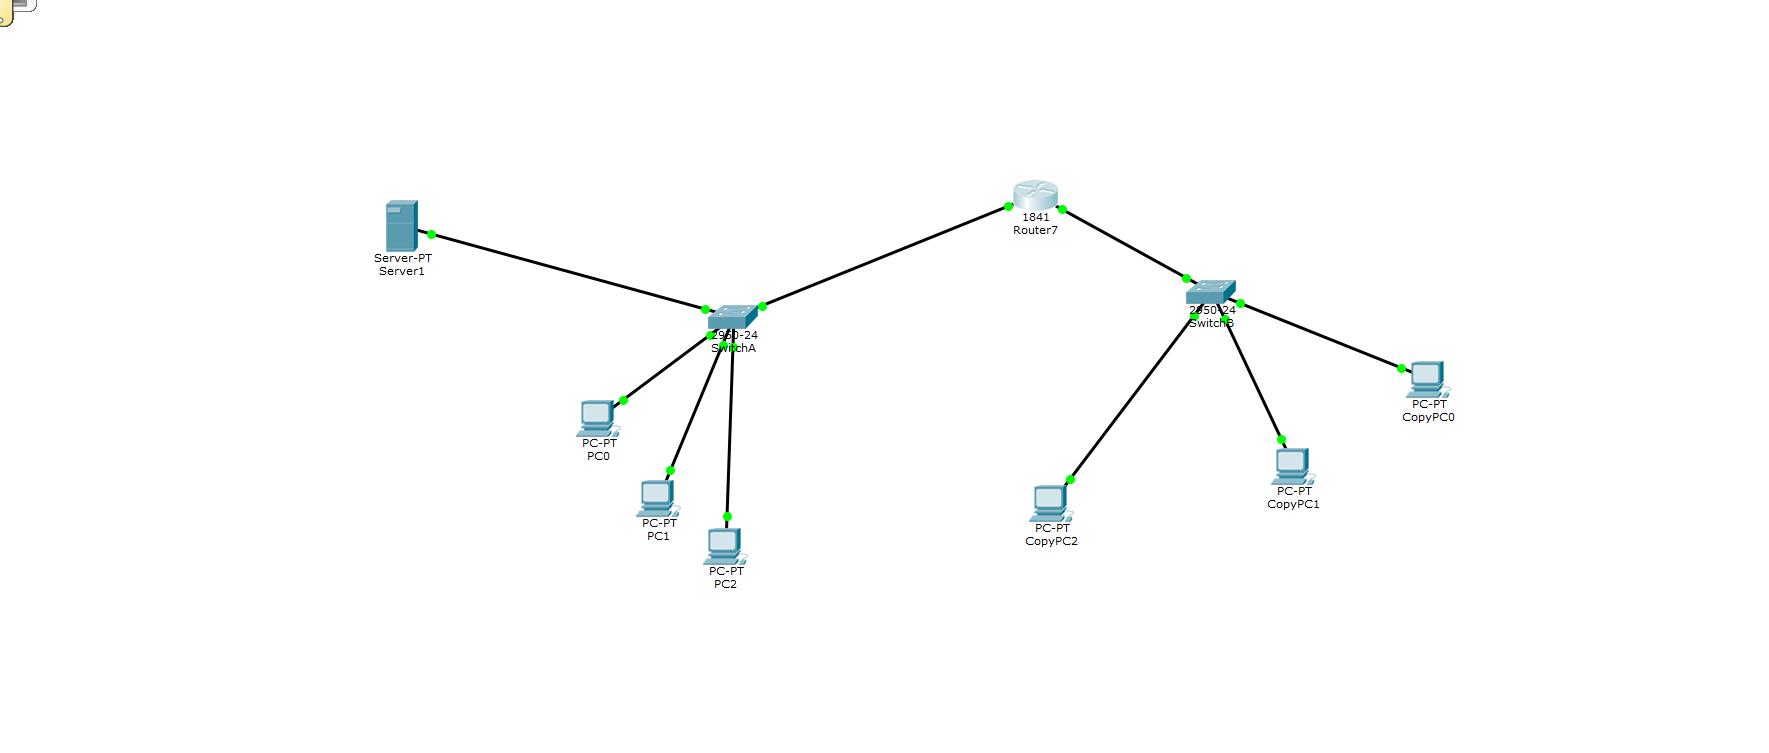 1841
Router7
Server-PT
Server1
2950-24
SwitchA
2950-24
SwitchB
PC-PT
CopyPC0
PC-PT
PC0
PC-PT
CopyPC1
PC-PT
PC1
PC-PT
CopyPC2
PC-PT
PC2